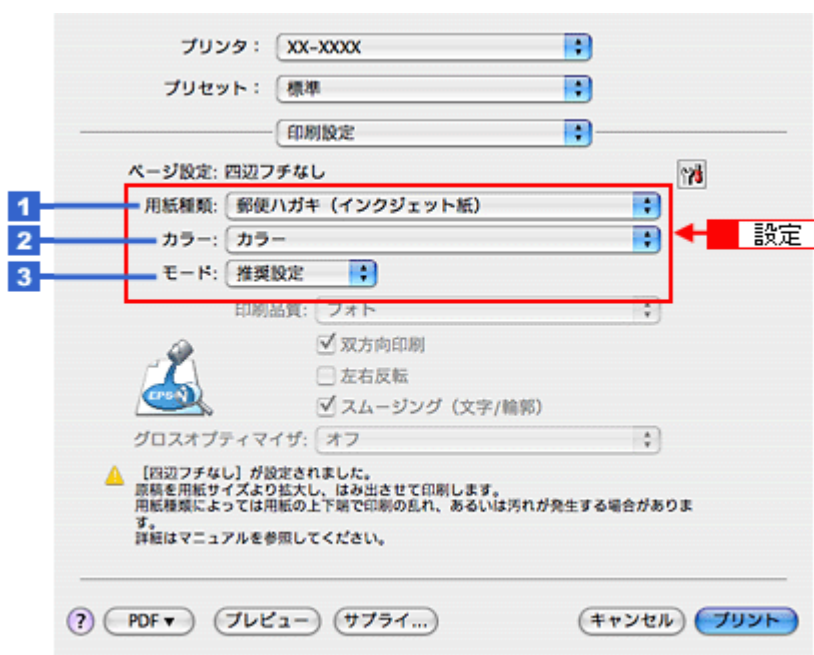 プリンタ： XX-XXXX
プリセット： 標準
印刷設定
ページ設定: 四辺フチなし
1 用紙種類: 郵便ハガキ（インクジェット紙）
2 カラー: カラー
設定
3 モード: 推奨設定
印刷品質: フォト
双方向印刷
左右反転
スムージング（文字/輪郭）
EPSON
グロスオプティマイザ: オフ
［四辺フチなし］が設定されました。
原稿を用紙サイズより拡大し、はみ出させて印刷します。
用紙種類によっては用紙の上下端で印刷の乱れ、あるいは汚れが発生する場合がありま
す。
詳細はマニュアルを参照してください。
? PDF▼ プレビュー サプライ... キャンセル プリント